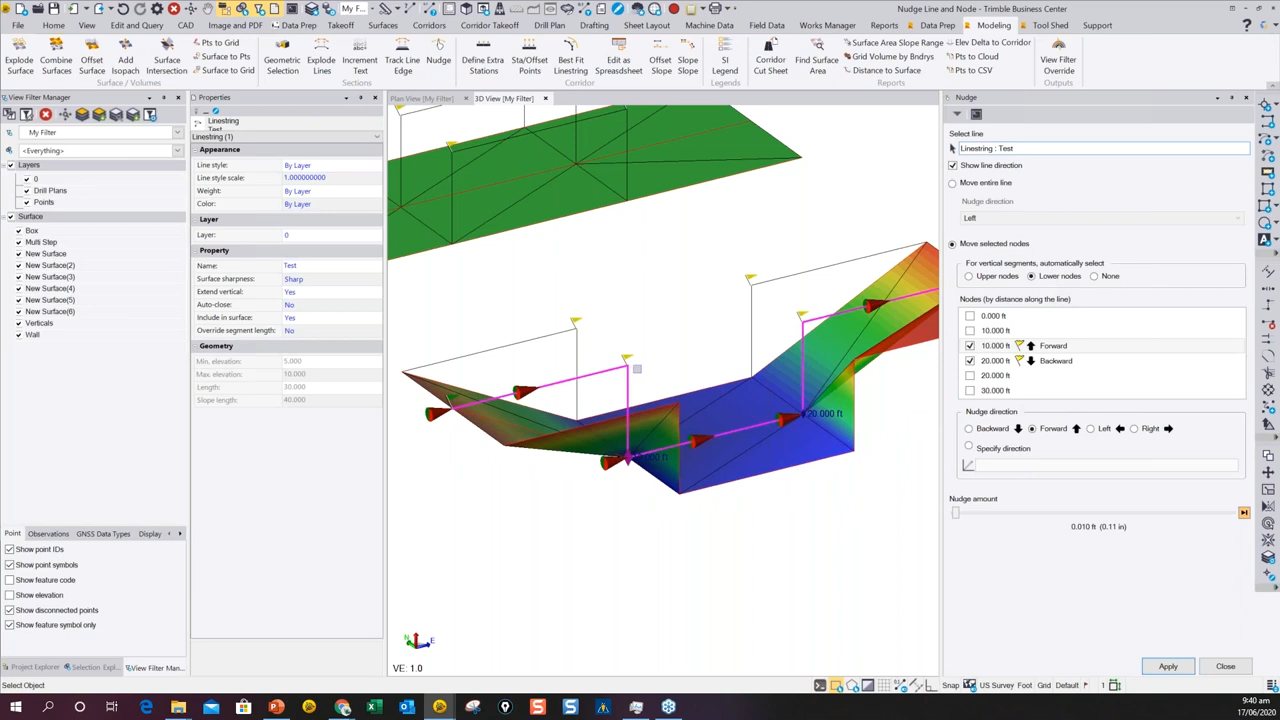 Nudge Line and Node - Trimble Business Center
My F...
File
Home
View
Edit and Query
CAD
Image and PDF
Data Prep
Takeoff
Surfaces
Corridors
Corridor Takeoff
Drill Plan
Drafting
Sheet Layout
Machine Data
Field Data
Works Manager
Reports
Data Prep
Modeling
Tool Shed
Support
Explode Surface
Combine Surfaces
Offset Surface
Add Isopach
Surface Intersection
Pts to Grid
Surface to Pts
Surface to Grid
Surface / Volumes
Geometry Selection
Explode Lines
Increment Text
Track Line Edge
Nudge
Sections
Define Extra Stations
Sta/Offset Points
Best Fit Linestring
Edit as Spreadsheet
Offset Slope
Slope Slope
Corridor
SI Legend
Legends
Corridor Cut Sheet
Find Surface Area
Surface Area Slope Range
Grid Volume by Bndrys
Distance to Surface
Reports
Elev Delta to Corridor
Pts to Cloud
Pts to CSV
View Filter Override
Outputs
View Filter Manager
My Filter
<Everything>
Layers
0
Drill Plans
Points
Surface
Box
Multi Step
New Surface
New Surface(2)
New Surface(3)
New Surface(4)
New Surface(5)
New Surface(6)
Verticals
Wall
Point
Observations
GNSS Data Types
Display
Show point IDs
Show point symbols
Show feature code
Show elevation
Show disconnected points
Show feature symbol only
Project Explorer
Selection Expl...
View Filter Man...
Properties
Linestring
Test
Linestring (1)
Appearance
Line style: By Layer
Line style scale: 1.000000000
Weight: By Layer
Color: By Layer
Layer
Layer: 0
Property
Name: Test
Surface sharpness: Sharp
Extend vertical: Yes
Auto-close: No
Include in surface: Yes
Override segment length: No
Geometry
Min. elevation: 5.000
Max. elevation: 10.000
Length: 30.000
Slope length: 40.000
Plan View [My Filter]
3D View [My Filter]
20.000 ft
N
E
VE: 1.0
Nudge
Select line
Linestring : Test
Show line direction
Move entire line
Nudge direction
Left
Move selected nodes
For vertical segments, automatically select
Upper nodes
Lower nodes
None
Nodes (by distance along the line)
0.000 ft
10.000 ft
10.000 ft Forward
20.000 ft Backward
20.000 ft
30.000 ft
Nudge direction
Backward
Forward
Left
Right
Specify direction
Nudge amount
0.010 ft (0.11 in)
Apply
Close
Select Object
Snap
US Survey
Foot
Grid
Default
1
9:40 am
17/06/2020